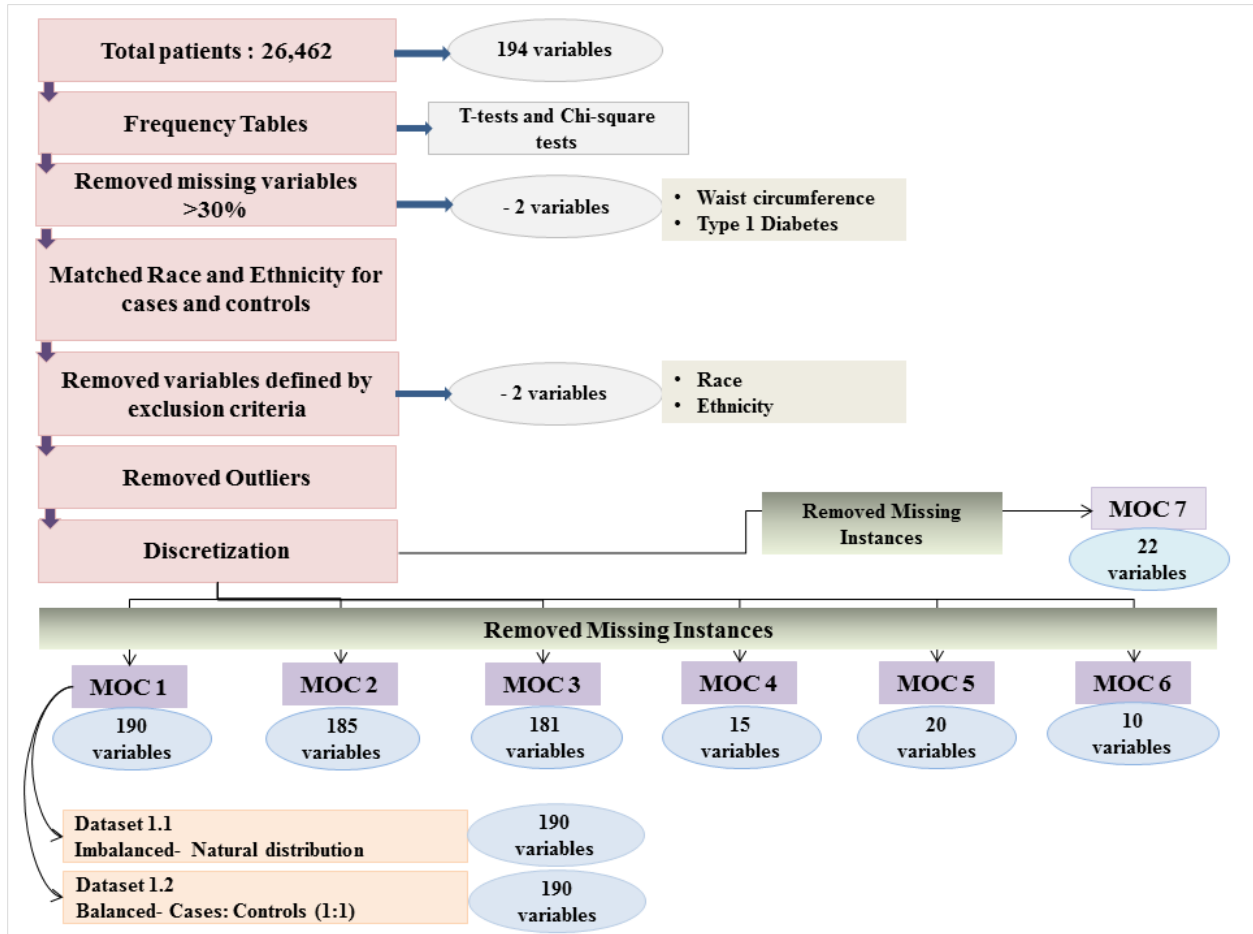 Total patients : 26,462
194 variables
Frequency Tables
T-tests and Chi-square
tests
Removed missing variables
>30%
- 2 variables
• Waist circumference
• Type 1 Diabetes
Matched Race and Ethnicity for
cases and controls
Removed variables defined by
exclusion criteria
- 2 variables
• Race
• Ethnicity
Removed Outliers
Discretization
Removed Missing
Instances
MOC 7
22
variables
Removed Missing Instances
MOC 1
MOC 2
MOC 3
MOC 4
MOC 5
MOC 6
190
variables
185
variables
181
variables
15
variables
20
variables
10
variables
Dataset 1.1
Imbalanced- Natural distribution
190
variables
Dataset 1.2
Balanced- Cases: Controls (1:1)
190
variables